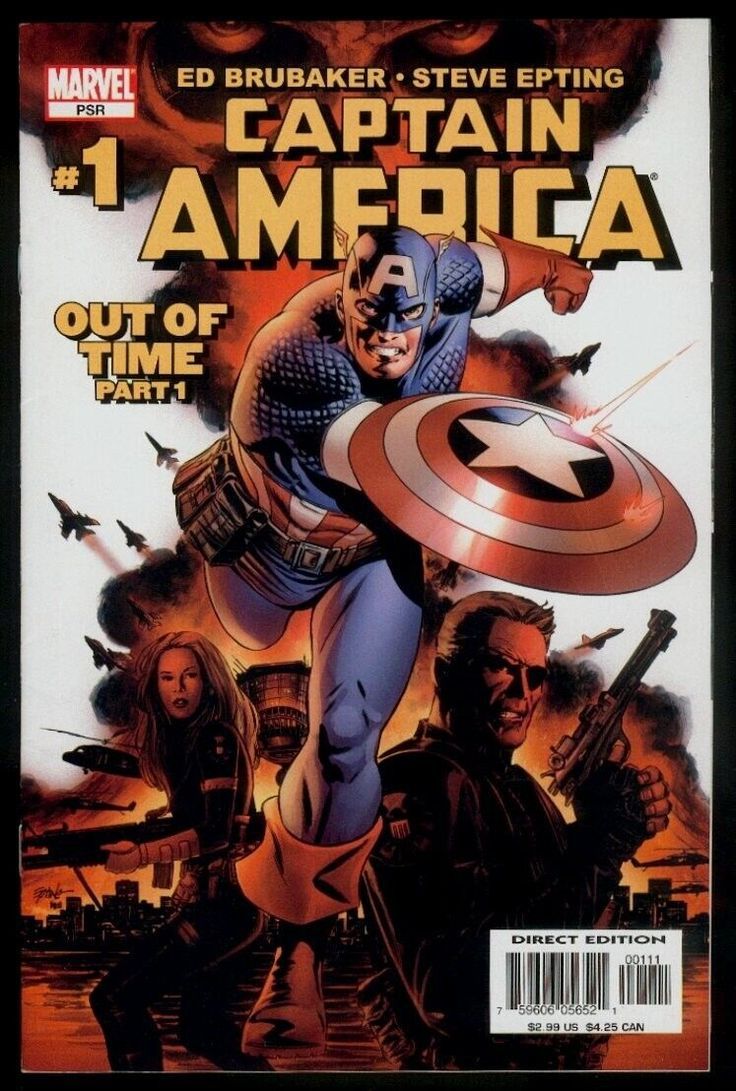 MARVEL
PSR
ED BRUBAKER • STEVE EPTING
CAPTAIN
#1
AMERICA®
A
OUT OF
TIME
PART 1
EPTING
DIRECT EDITION
00111
7 59606 05652 1
$2.99 US $4.25 CAN